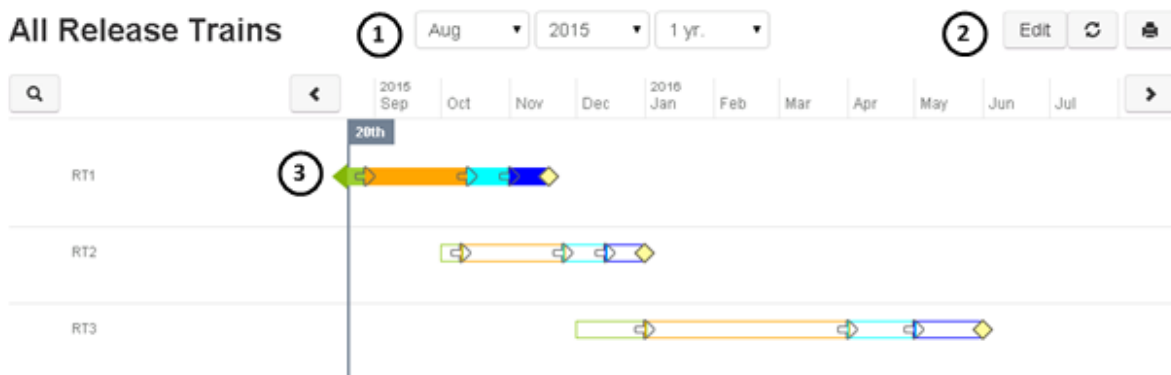 All Release Trains
1
Aug
2015
1 yr.
2
Edit
2015
Sep
Oct
Nov
Dec
2016
Jan
Feb
Mar
Apr
May
Jun
Jul
20th
3
RT1
RT2
RT3